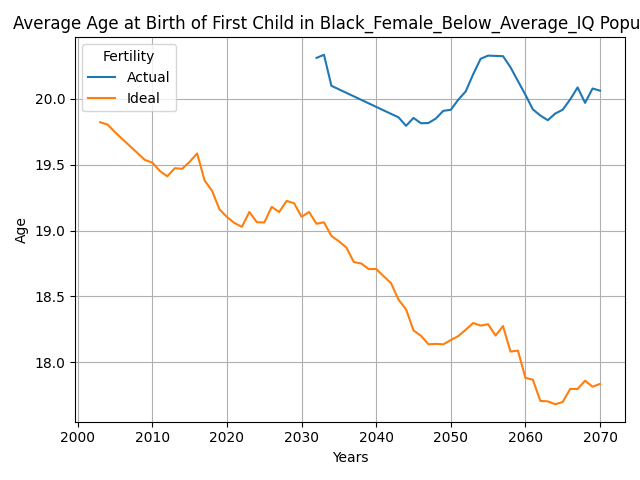 Average Age at Birth of First Child in Black_Female_Below_Average_IQ Popu
Fertility
Actual
Ideal
20.0
19.5
19.0
18.5
18.0
Age
2000 2010 2020 2030 2040 2050 2060 2070
Years